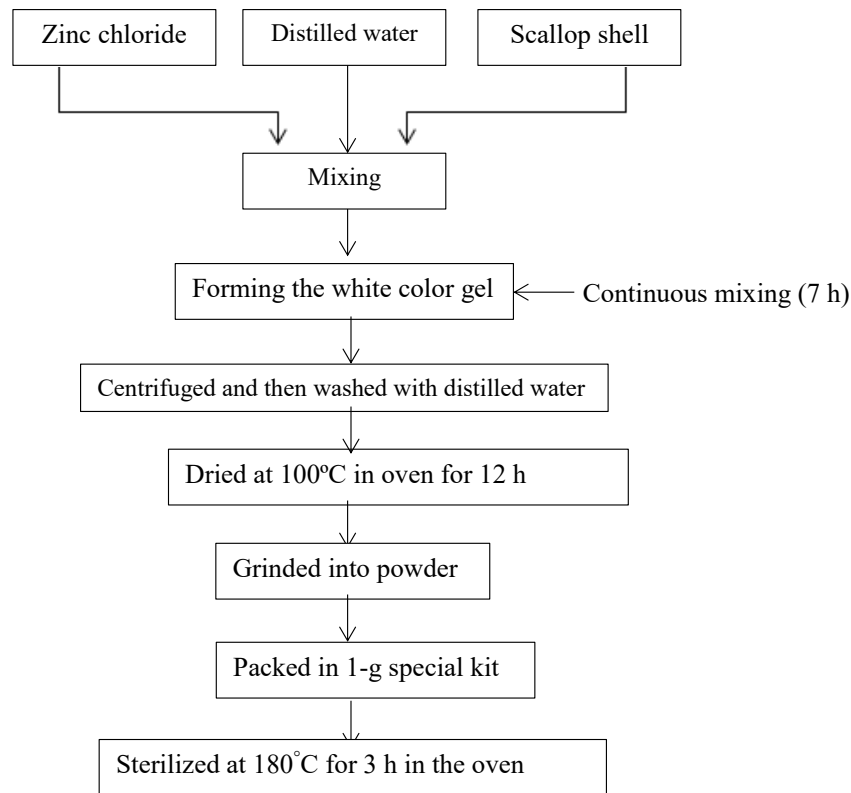 Zinc chloride
Distilled water
Scallop shell
Mixing
Forming the white color gel
Continuous mixing (7 h)
Centrifuged and then washed with distilled water
Dried at 100ºC in oven for 12 h
Grinded into powder
Packed in 1-g special kit
Sterilized at 180°C for 3 h in the oven